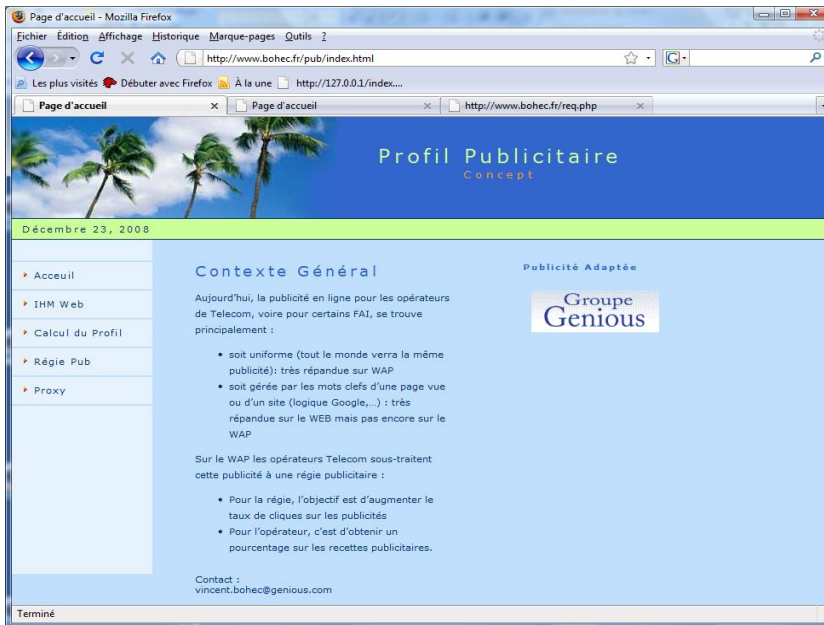 Page d'accueil - Mozilla Firefox
Fichier Édition Affichage Historique Marque-pages Outils ?
http://www.bohec.fr/pub/index.html
G
Les plus visités Débuter avec Firefox À la une http://127.0.0.1/index....
Page d'accueil Page d'accueil http://www.bohec.fr/req.php
Profil Publicitaire
Concept
Décembre 23, 2008
Acceuil
IHM Web
Calcul du Profil
Régie Pub
Proxy
Contexte Général
Aujourd'hui, la publicité en ligne pour les opérateurs
de Telecom, voire pour certains FAI, se trouve
principalement :
• soit uniforme (tout le monde verra la même
publicité): très répandue sur WAP
• soit gérée par les mots clefs d'une page vue
ou d'un site (logique Google,...) : très
répandue sur le WEB mais pas encore sur le
WAP
Sur le WAP les opérateurs Telecom sous-traitent
cette publicité à une régie publicitaire :
• Pour la régie, l'objectif est d'augmenter le
taux de cliques sur les publicités
• Pour l'opérateur, c'est d'obtenir un
pourcentage sur les recettes publicitaires.
Contact :
vincent.bohec@genious.com
Publicité Adaptée
Groupe
Genious
Terminé